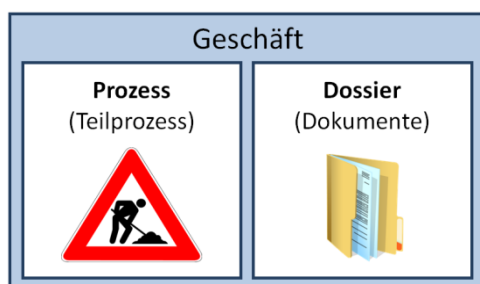 Geschäft
Prozess
(Teilprozess)
Dossier
(Dokumente)